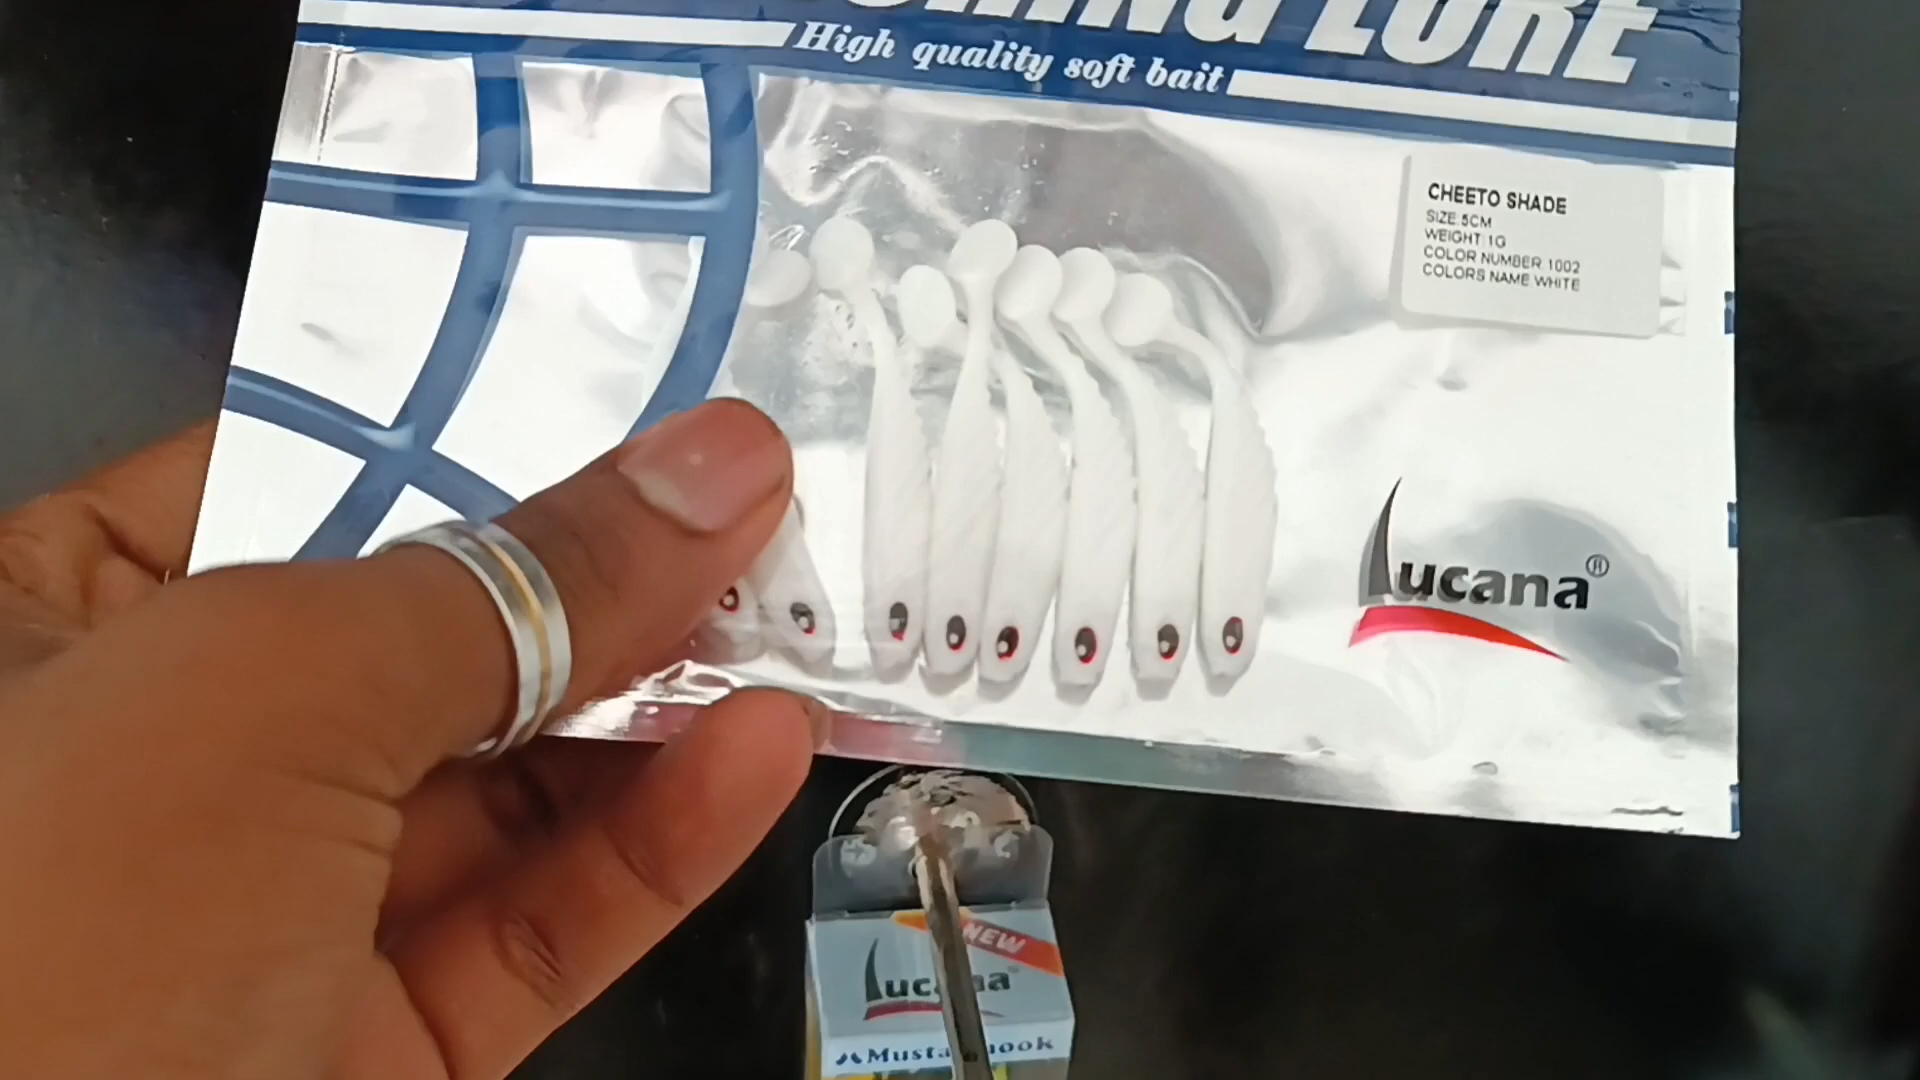 LURE
High quality soft bait
CHEETO SHADE
SIZE:5CM
WEIGHT:1G
COLOR NUMBER 1002
COLORS NAME WHITE
Lucana®
NEW
Lucana